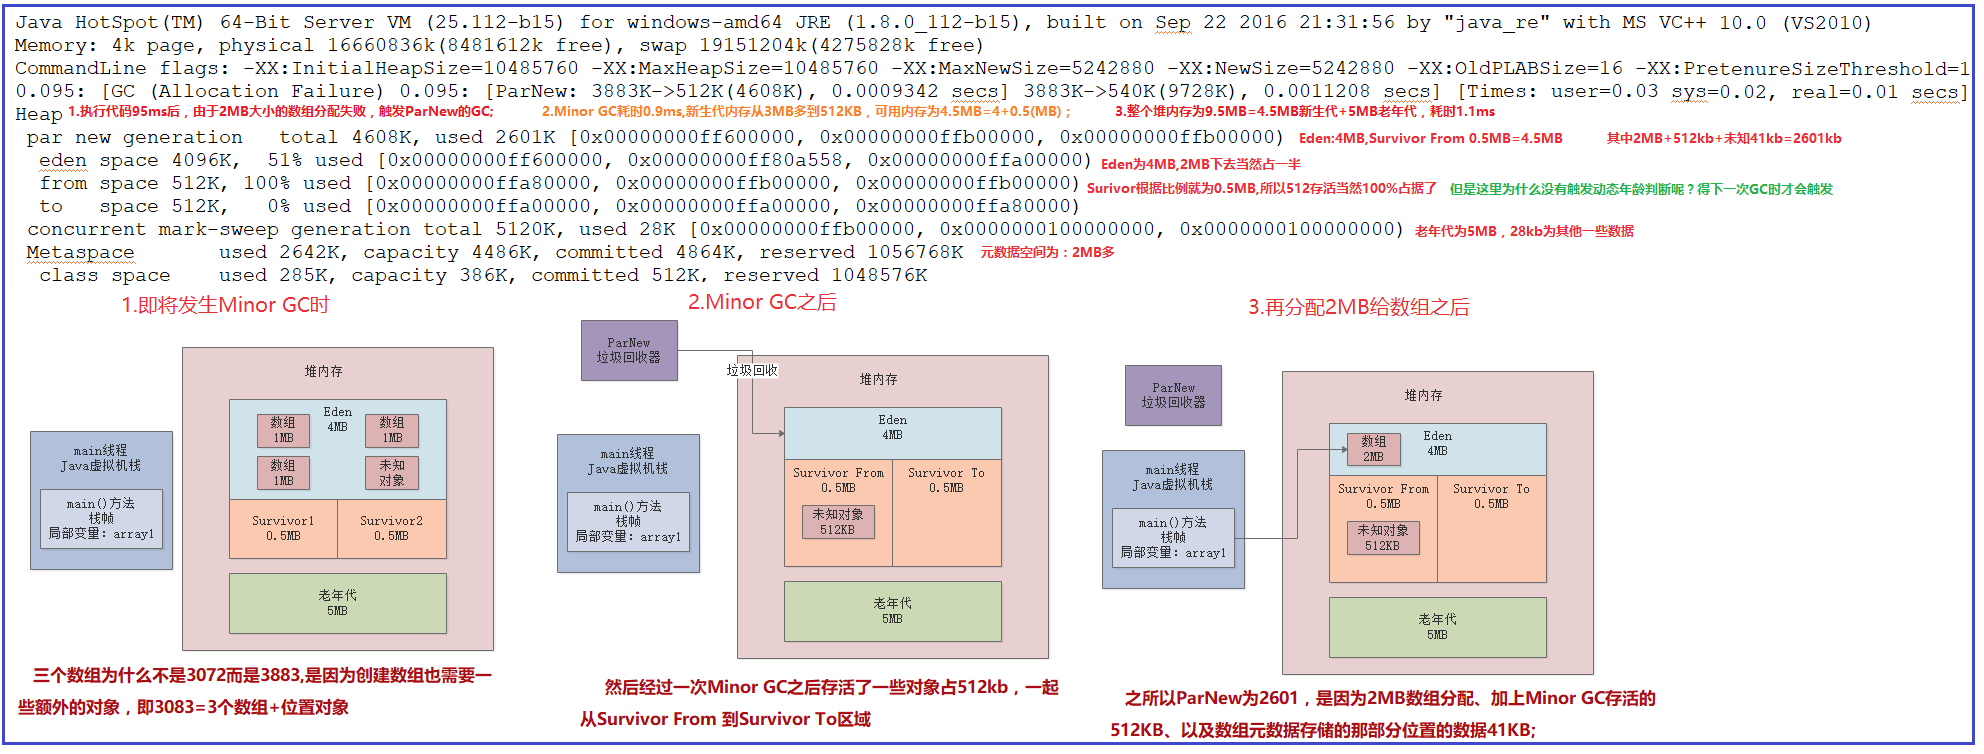 Java HotSpot(TM) 64-Bit Server VM (25.112-b15) for windows-amd64 JRE (1.8.0_112-b15), built on Sep 22 2016 21:31:56 by "java_re" with MS VC++ 10.0 (VS2010)
Memory: 4k page, physical 16660836k(8481612k free), swap 19151204k(4275828k free)
CommandLine flags: -XX:InitialHeapSize=10485760 -XX:MaxHeapSize=10485760 -XX:MaxNewSize=5242880 -XX:NewSize=5242880 -XX:OldPLABSize=16 -XX:PretenureSizeThreshold=1
0.095: [GC (Allocation Failure) 0.095: [ParNew: 3883K->512K(4608K), 0.0009342 secs] 3883K->540K(9728K), 0.0011208 secs] [Times: user=0.03 sys=0.02, real=0.01 secs]
Heap 1.执行代码95ms后，由于2MB大小的数组分配失败，触发ParNew的GC; 2.Minor GC耗时0.9ms,新生代内存从3MB多到512KB，可用内存为4.5MB=4+0.5(MB)； 3.整个堆内存为9.5MB=4.5MB新生代+5MB老年代，耗时1.1ms
par new generation total 4608K, used 2601K [0x00000000ff600000, 0x00000000ffb00000, 0x00000000ffb00000) Eden:4MB,Survivor From 0.5MB=4.5MB 其中2MB+512kb+未知41kb=2601kb
eden space 4096K, 51% used [0x00000000ff600000, 0x00000000ff80a558, 0x00000000ffa00000) Eden为4MB,2MB下去当然占一半
from space 512K, 100% used [0x00000000ffa80000, 0x00000000ffb00000, 0x00000000ffb00000) Surivor根据比例就为0.5MB,所以512存活当然100%占据了 但是这里为什么没有触发动态年龄判断呢？得下一次GC时才会触发
to space 512K, 0% used [0x00000000ffa00000, 0x00000000ffa00000, 0x00000000ffa80000)
concurrent mark-sweep generation total 5120K, used 28K [0x00000000ffb00000, 0x0000000100000000, 0x0000000100000000) 老年代为5MB，28kb为其他一些数据
Metaspace used 2642K, capacity 4486K, committed 4864K, reserved 1056768K 元数据空间为：2MB多
class space used 285K, capacity 386K, committed 512K, reserved 1048576K
1.即将发生Minor GC时
堆内存
Eden
4MB
数组
1MB
数组
1MB
数组
1MB
未知
对象
main线程
Java虚拟机栈
main()方法
栈帧
局部变量: array1
Survivor1
0.5MB
Survivor2
0.5MB
老年代
5MB
三个数组为什么不是3072而是3883,是因为创建数组也需要一
些额外的对象，即3083=3个数组+位置对象
2.Minor GC之后
ParNew
垃圾回收器
垃圾回收
堆内存
Eden
4MB
main线程
Java虚拟机栈
main()方法
栈帧
局部变量: array1
Survivor From
0.5MB
未知对象
512KB
Survivor To
0.5MB
老年代
5MB
然后经过一次Minor GC之后存活了一些对象占512kb，一起
从Survivor From 到Survivor To区域
3.再分配2MB给数组之后
ParNew
垃圾回收器
堆内存
数组
2MB
Eden
4MB
main线程
Java虚拟机栈
main()方法
栈帧
局部变量: array1
Survivor From
0.5MB
未知对象
512KB
Survivor To
0.5MB
老年代
5MB
之所以ParNew为2601，是因为2MB数组分配、加上Minor GC存活的
512KB、以及数组元数据存储的那部分位置的数据41KB;